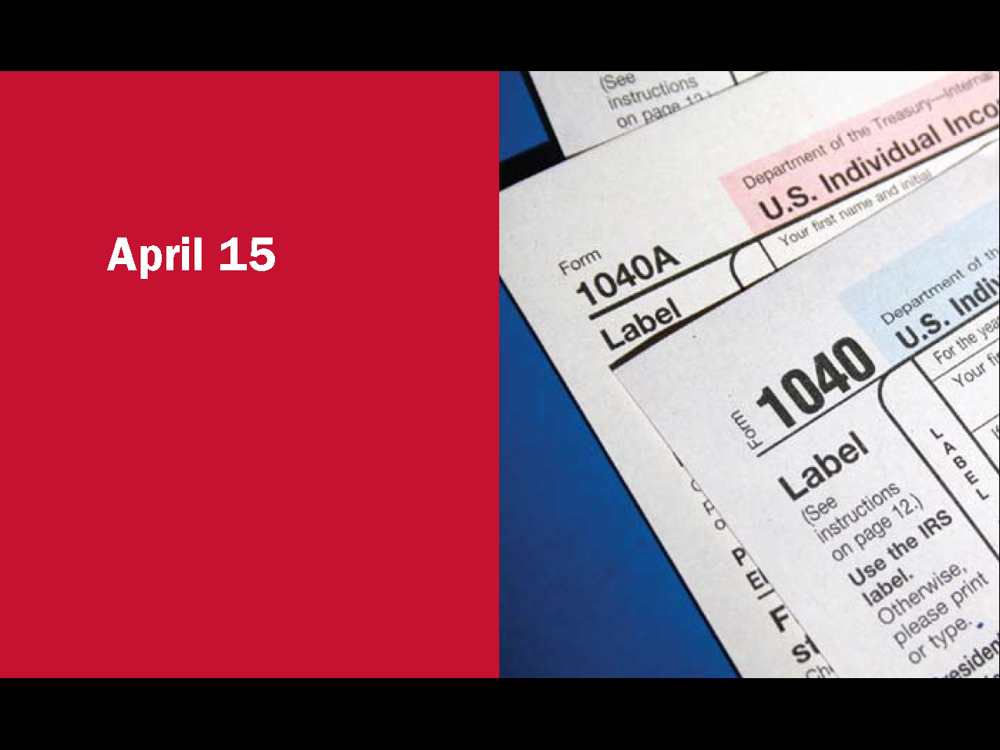 April 15
(See
instructions
on page 12.)
Department of the Treasury—Internal
U.S. Individual Inco
Your first name and initial
Form
1040A
Label
Department of th
U.S. Indiv
For the yea
Your fi
Form
1040
Label
(See
instructions
on page 12.)
Use the IRS
label.
Otherwise,
please print
or type.
L
A
B
E
L
residen